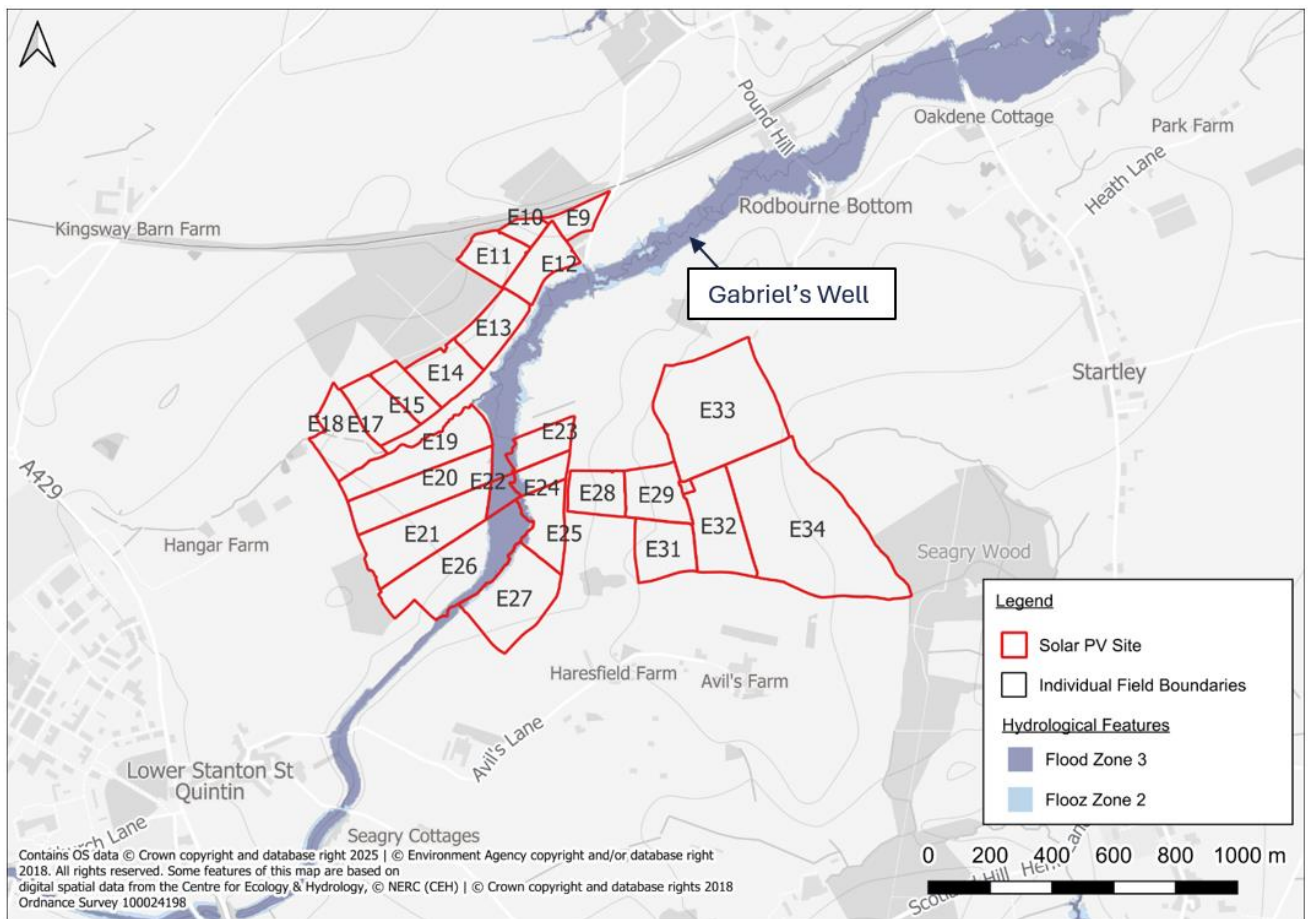 Pound Hill
Oakdene Cottage
Park Farm
Heath Lane
Rodbourne Bottom
Kingsway Barn Farm
E10
E9
E11
E12
Gabriel's Well
E13
E14
Startley
E15
E18
E17
E33
E19
E23
A429
E20
E22
E24
E28
E29
E21
E25
E32
E34
Hangar Farm
E31
Seagry Wood
E26
E27
Haresfield Farm
Avil's Farm
Avil's Lane
Lower Stanton St
Quintin
Seagry Cottages
Legend
Solar PV Site
Individual Field Boundaries
Hydrological Features
Flood Zone 3
Flooz Zone 2
Contains OS data © Crown copyright and database right 2025 | © Environment Agency copyright and/or database right
2018. All rights reserved. Some features of this map are based on
digital spatial data from the Centre for Ecology & Hydrology, © NERC (CEH) | © Crown copyright and database rights 2018
Ordnance Survey 100024198
0 200 400 600 800 1000 m